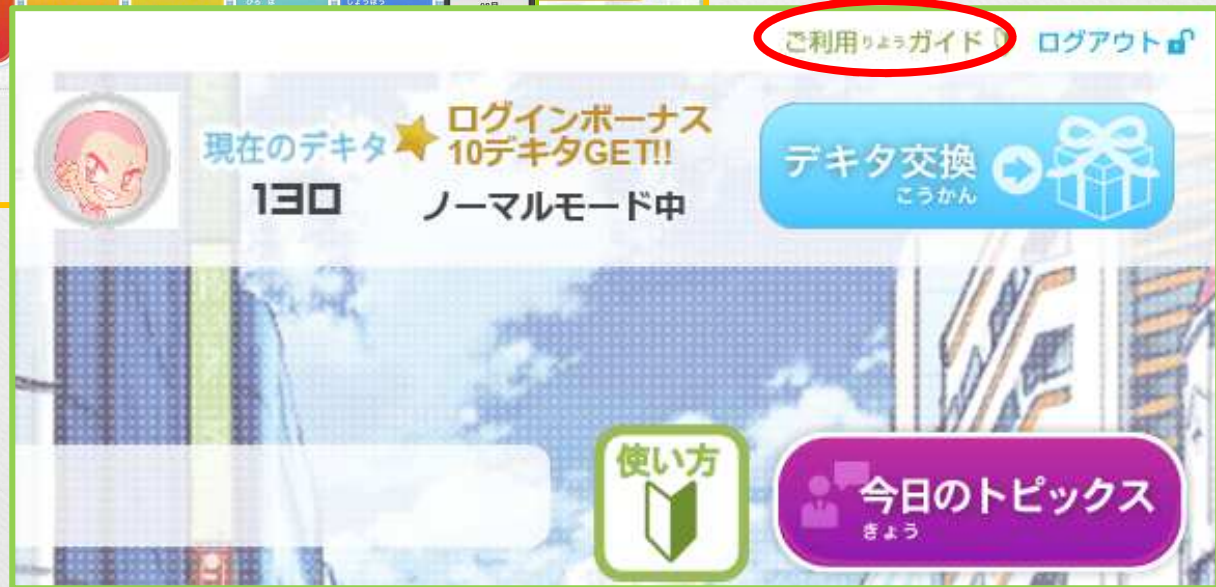 ご利用りようガイド
ログアウト
現在のデキタ
ログインボーナス
10デキタGET!!
130
ノーマルモード中
デキタ交換
こうかん
使い方
今日のトピックス
きょう